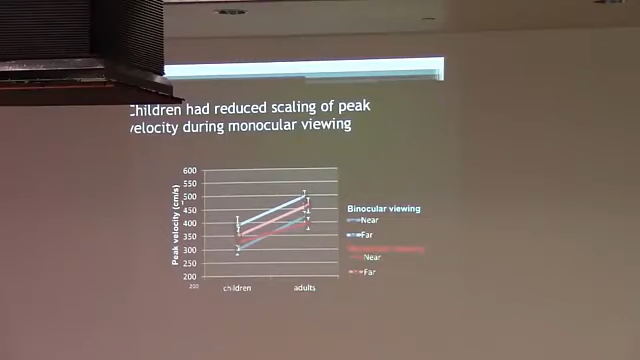 Children had reduced scaling of peak
velocity during monocular viewing
600
550
500
450
400
350
300
250
200
Peak velocity (cm/s)
200
children
adults
Binocular viewing
Near
Far
Near
Far